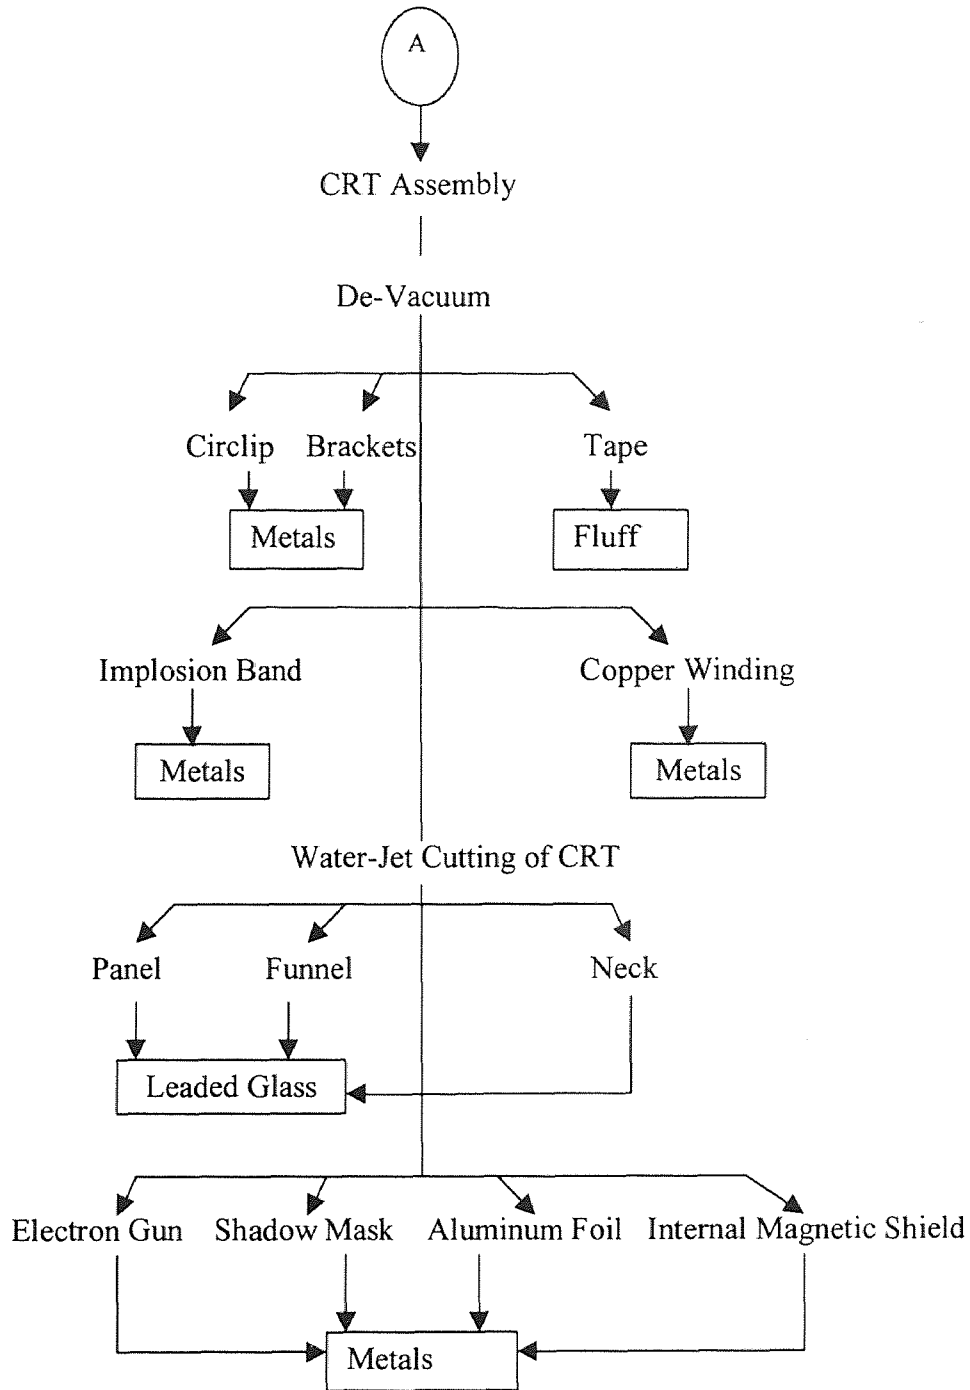 A
CRT Assembly
De-Vacuum
Circlip Brackets Tape
Metals Fluff
Implosion Band Copper Winding
Metals Metals
Water-Jet Cutting of CRT
Panel Funnel Neck
Leaded Glass
Electron Gun Shadow Mask Aluminum Foil Internal Magnetic Shield
Metals